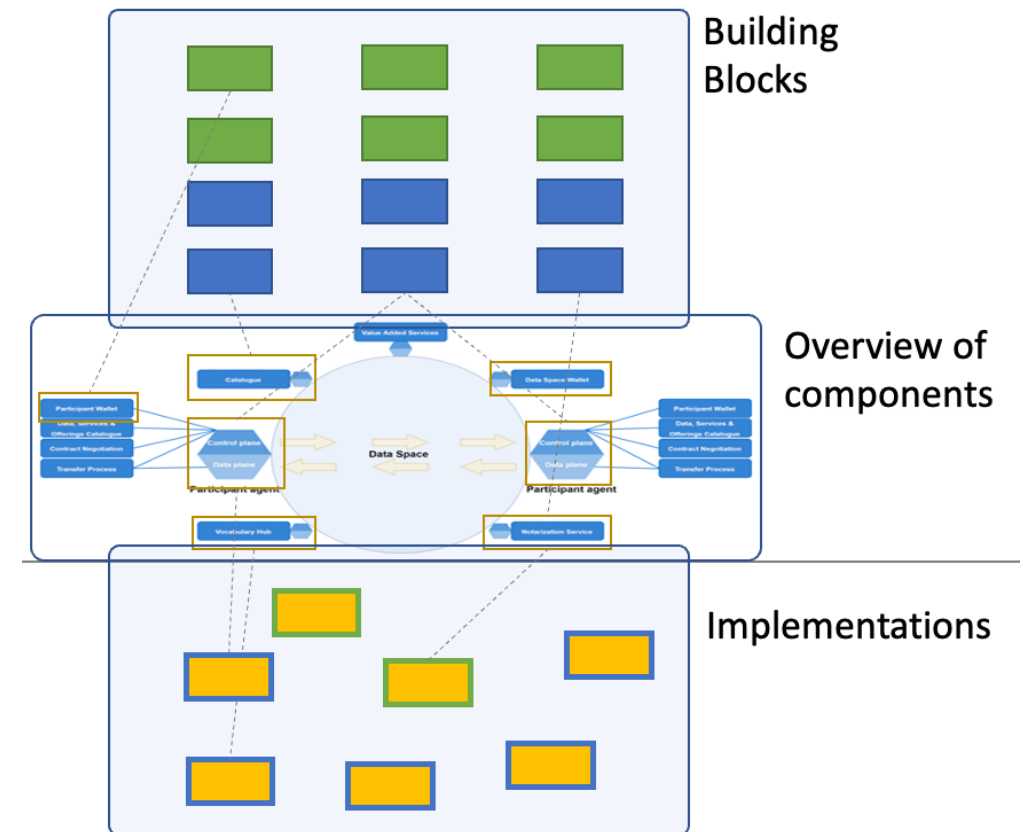 Building
Blocks
Value Added Services
Catalogue
Data Space Wallet
Overview of
components
Participant Wallet
Data, Services &
Offerings Catalogue
Contract Negotiation
Transfer Process
Control plane
Data plane
Participant agent
Data Space
Control plane
Data plane
Participant agent
Participant Wallet
Data, Services &
Offerings Catalogue
Contract Negotiation
Transfer Process
Vocabulary Hub
Notarization Service
Implementations